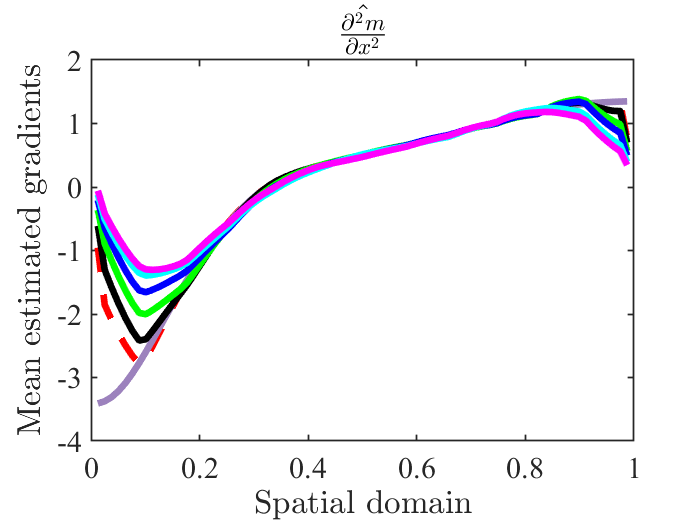 ∂²m̂
∂x²
2
1
0
-1
-2
-3
-4
Mean estimated gradients
0 0.2 0.4 0.6 0.8 1
Spatial domain